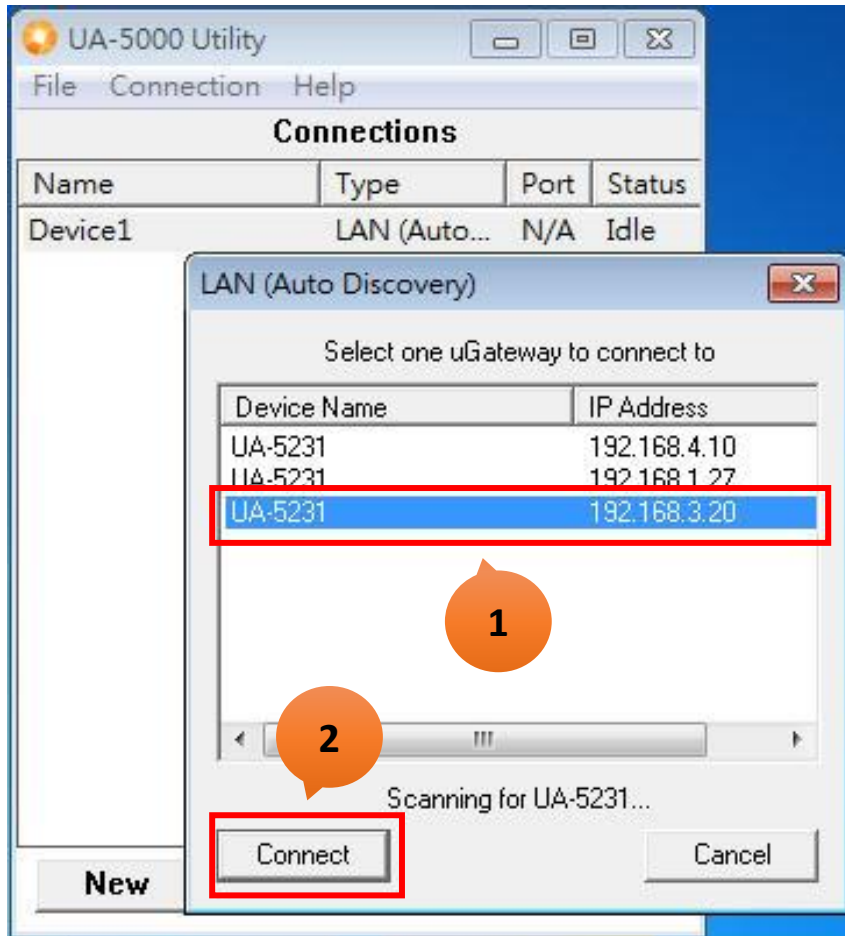 UA-5000 Utility
File Connection Help
Connections
Name Type Port Status
Device1 LAN (Auto... N/A Idle
LAN (Auto Discovery)
Select one uGateway to connect to
Device Name IP Address
UA-5231 192.168.4.10
UA-5231 192.168.1.27
UA-5231 192.168.3.20
1
2
Scanning for UA-5231...
Connect Cancel
New